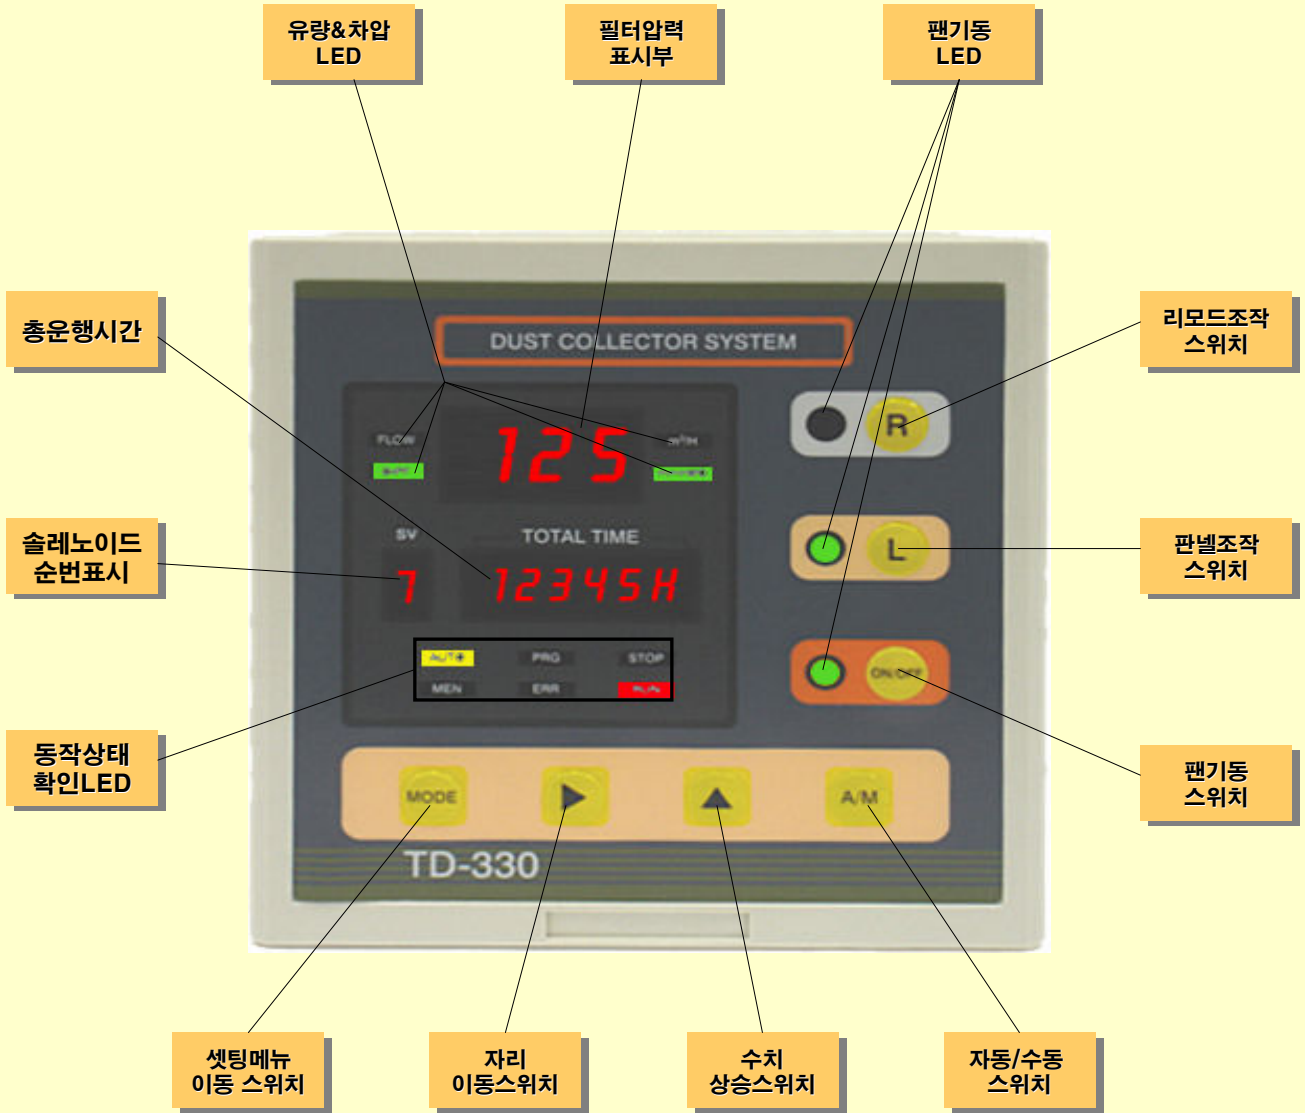 유량&차압
LED
필터압력
표시부
팬기동
LED
총운행시간
리모드조작
스위치
DUST COLLECTOR SYSTEM
R
FLOW
125
솔레노이드
순번표시
판넬조작
스위치
SV
TOTAL TIME
L
7
12345H
AUTO
PRG
STOP
MEN
ERR
RUN
ON/OFF
동작상태
확인LED
팬기동
스위치
MODE
A/M
TD-330
셋팅메뉴
이동 스위치
자리
이동스위치
수치
상승스위치
자동/수동
스위치